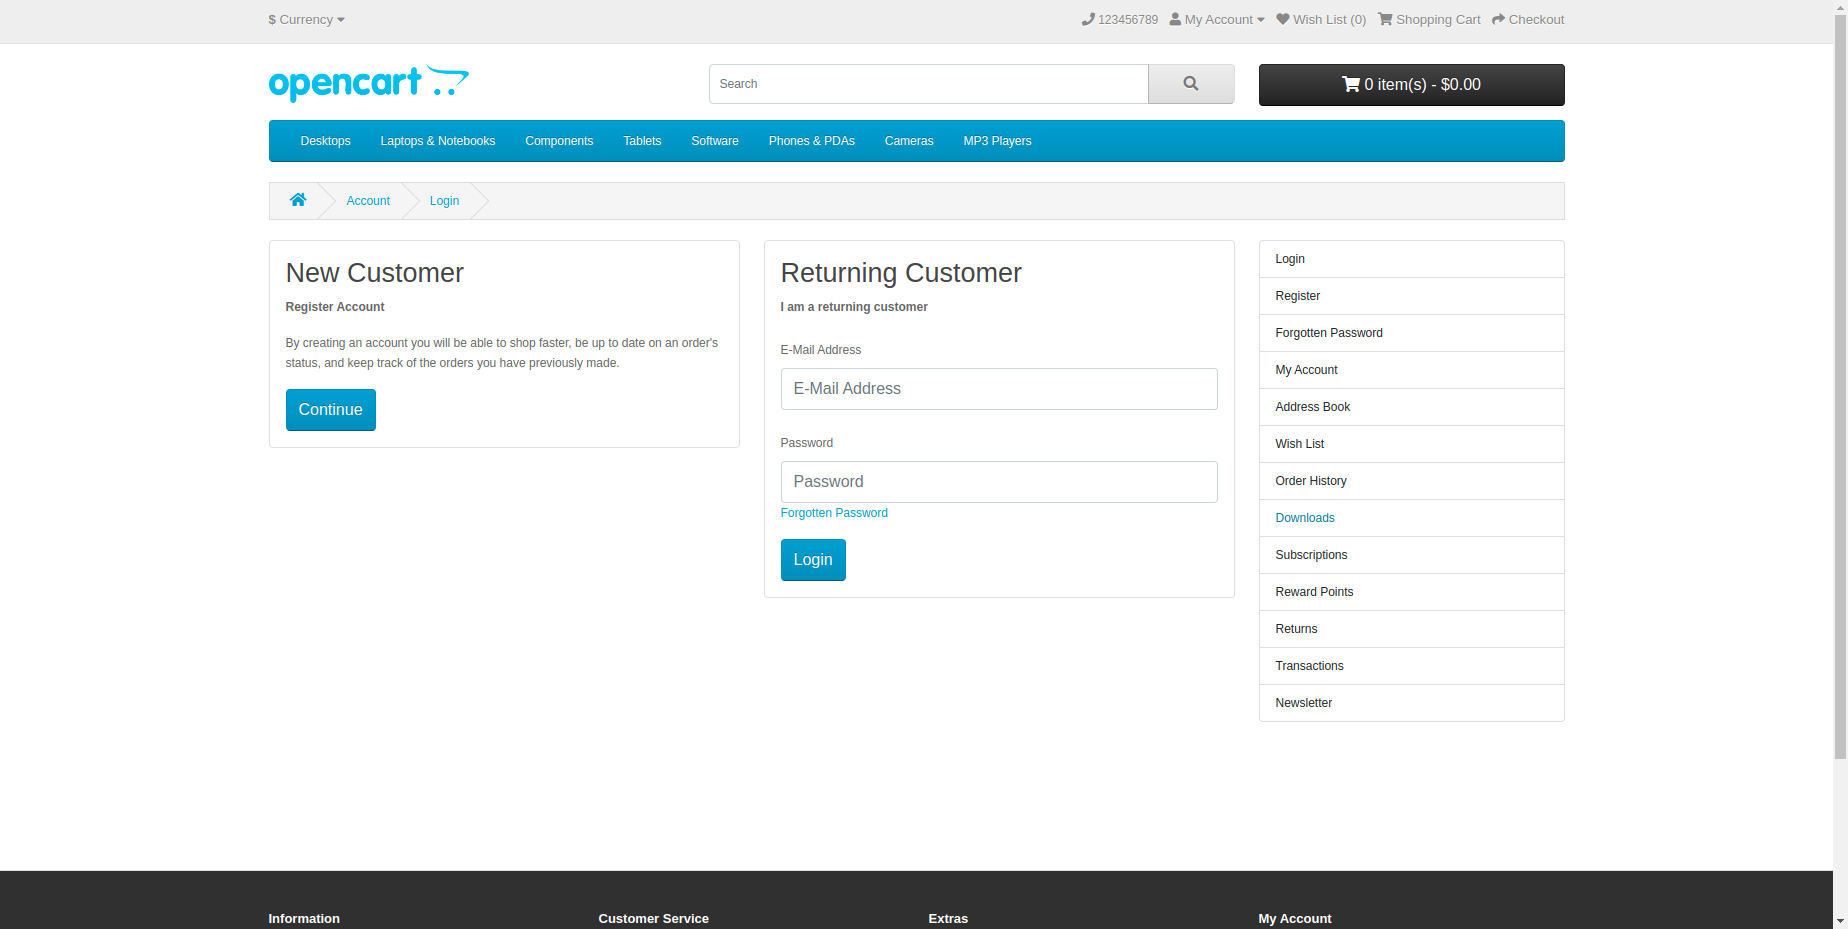 $ Currency
123456789 My Account Wish List (0) Shopping Cart Checkout
opencart
Search
0 item(s) - $0.00
Desktops Laptops & Notebooks Components Tablets Software Phones & PDAs Cameras MP3 Players
Account Login
New Customer
Register Account
By creating an account you will be able to shop faster, be up to date on an order's
status, and keep track of the orders you have previously made.
Continue
Returning Customer
I am a returning customer
E-Mail Address
E-Mail Address
Password
Password
Forgotten Password
Login
Login
Register
Forgotten Password
My Account
Address Book
Wish List
Order History
Downloads
Subscriptions
Reward Points
Returns
Transactions
Newsletter
Information Customer Service Extras My Account